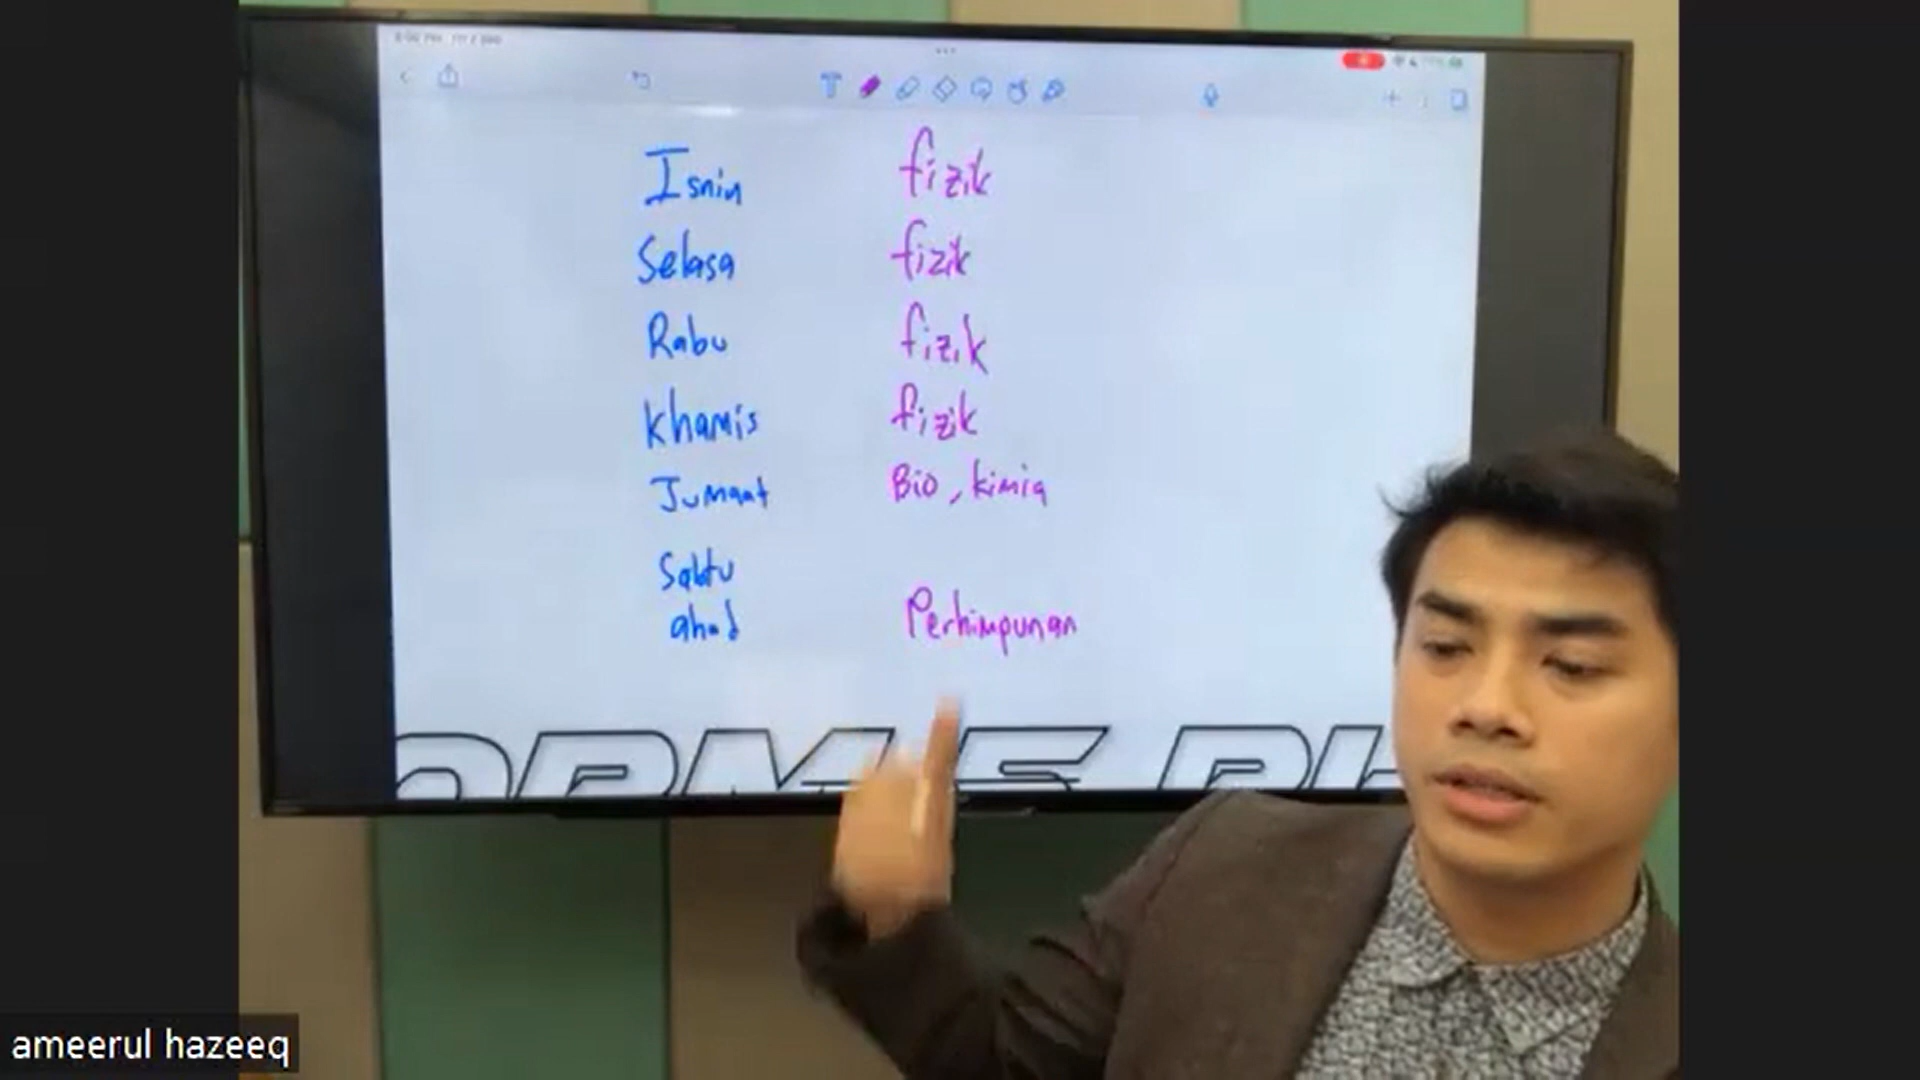 Isnin fizik
Selasa fizik
Rabu fizik
Khamis fizik
Jumaat Bio, kimia
Sabtu
ahad Perhimpunan
ameerul hazeeq